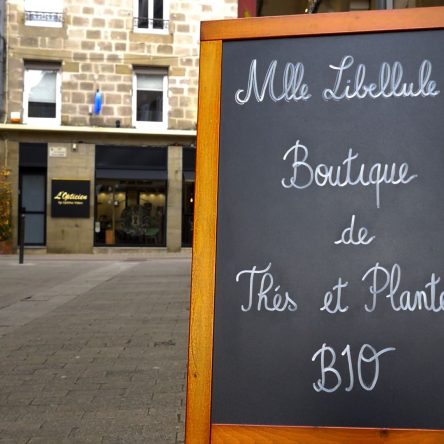 Mlle Libellule
Boutique
de
Thés et Plante
BIO
L'Opticien